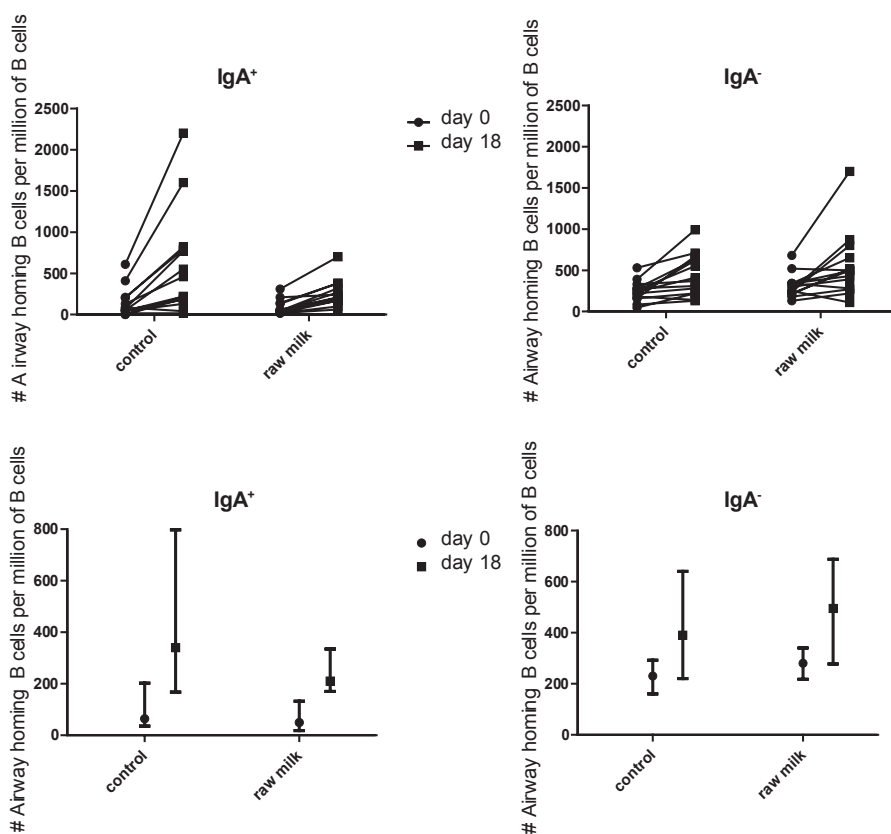 IgA⁺
# A irway homing B cells per million of B cells
2500
2000
1500
1000
500
0
control
raw milk
day 0
day 18
IgA⁻
# Airway homing B cells per million of B cells
2500
2000
1500
1000
500
0
control
raw milk
IgA⁺
# Airway homing B cells per million of B cells
800
600
400
200
0
control
raw milk
day 0
day 18
IgA⁻
# Airway homing B cells per million of B cells
800
600
400
200
0
control
raw milk